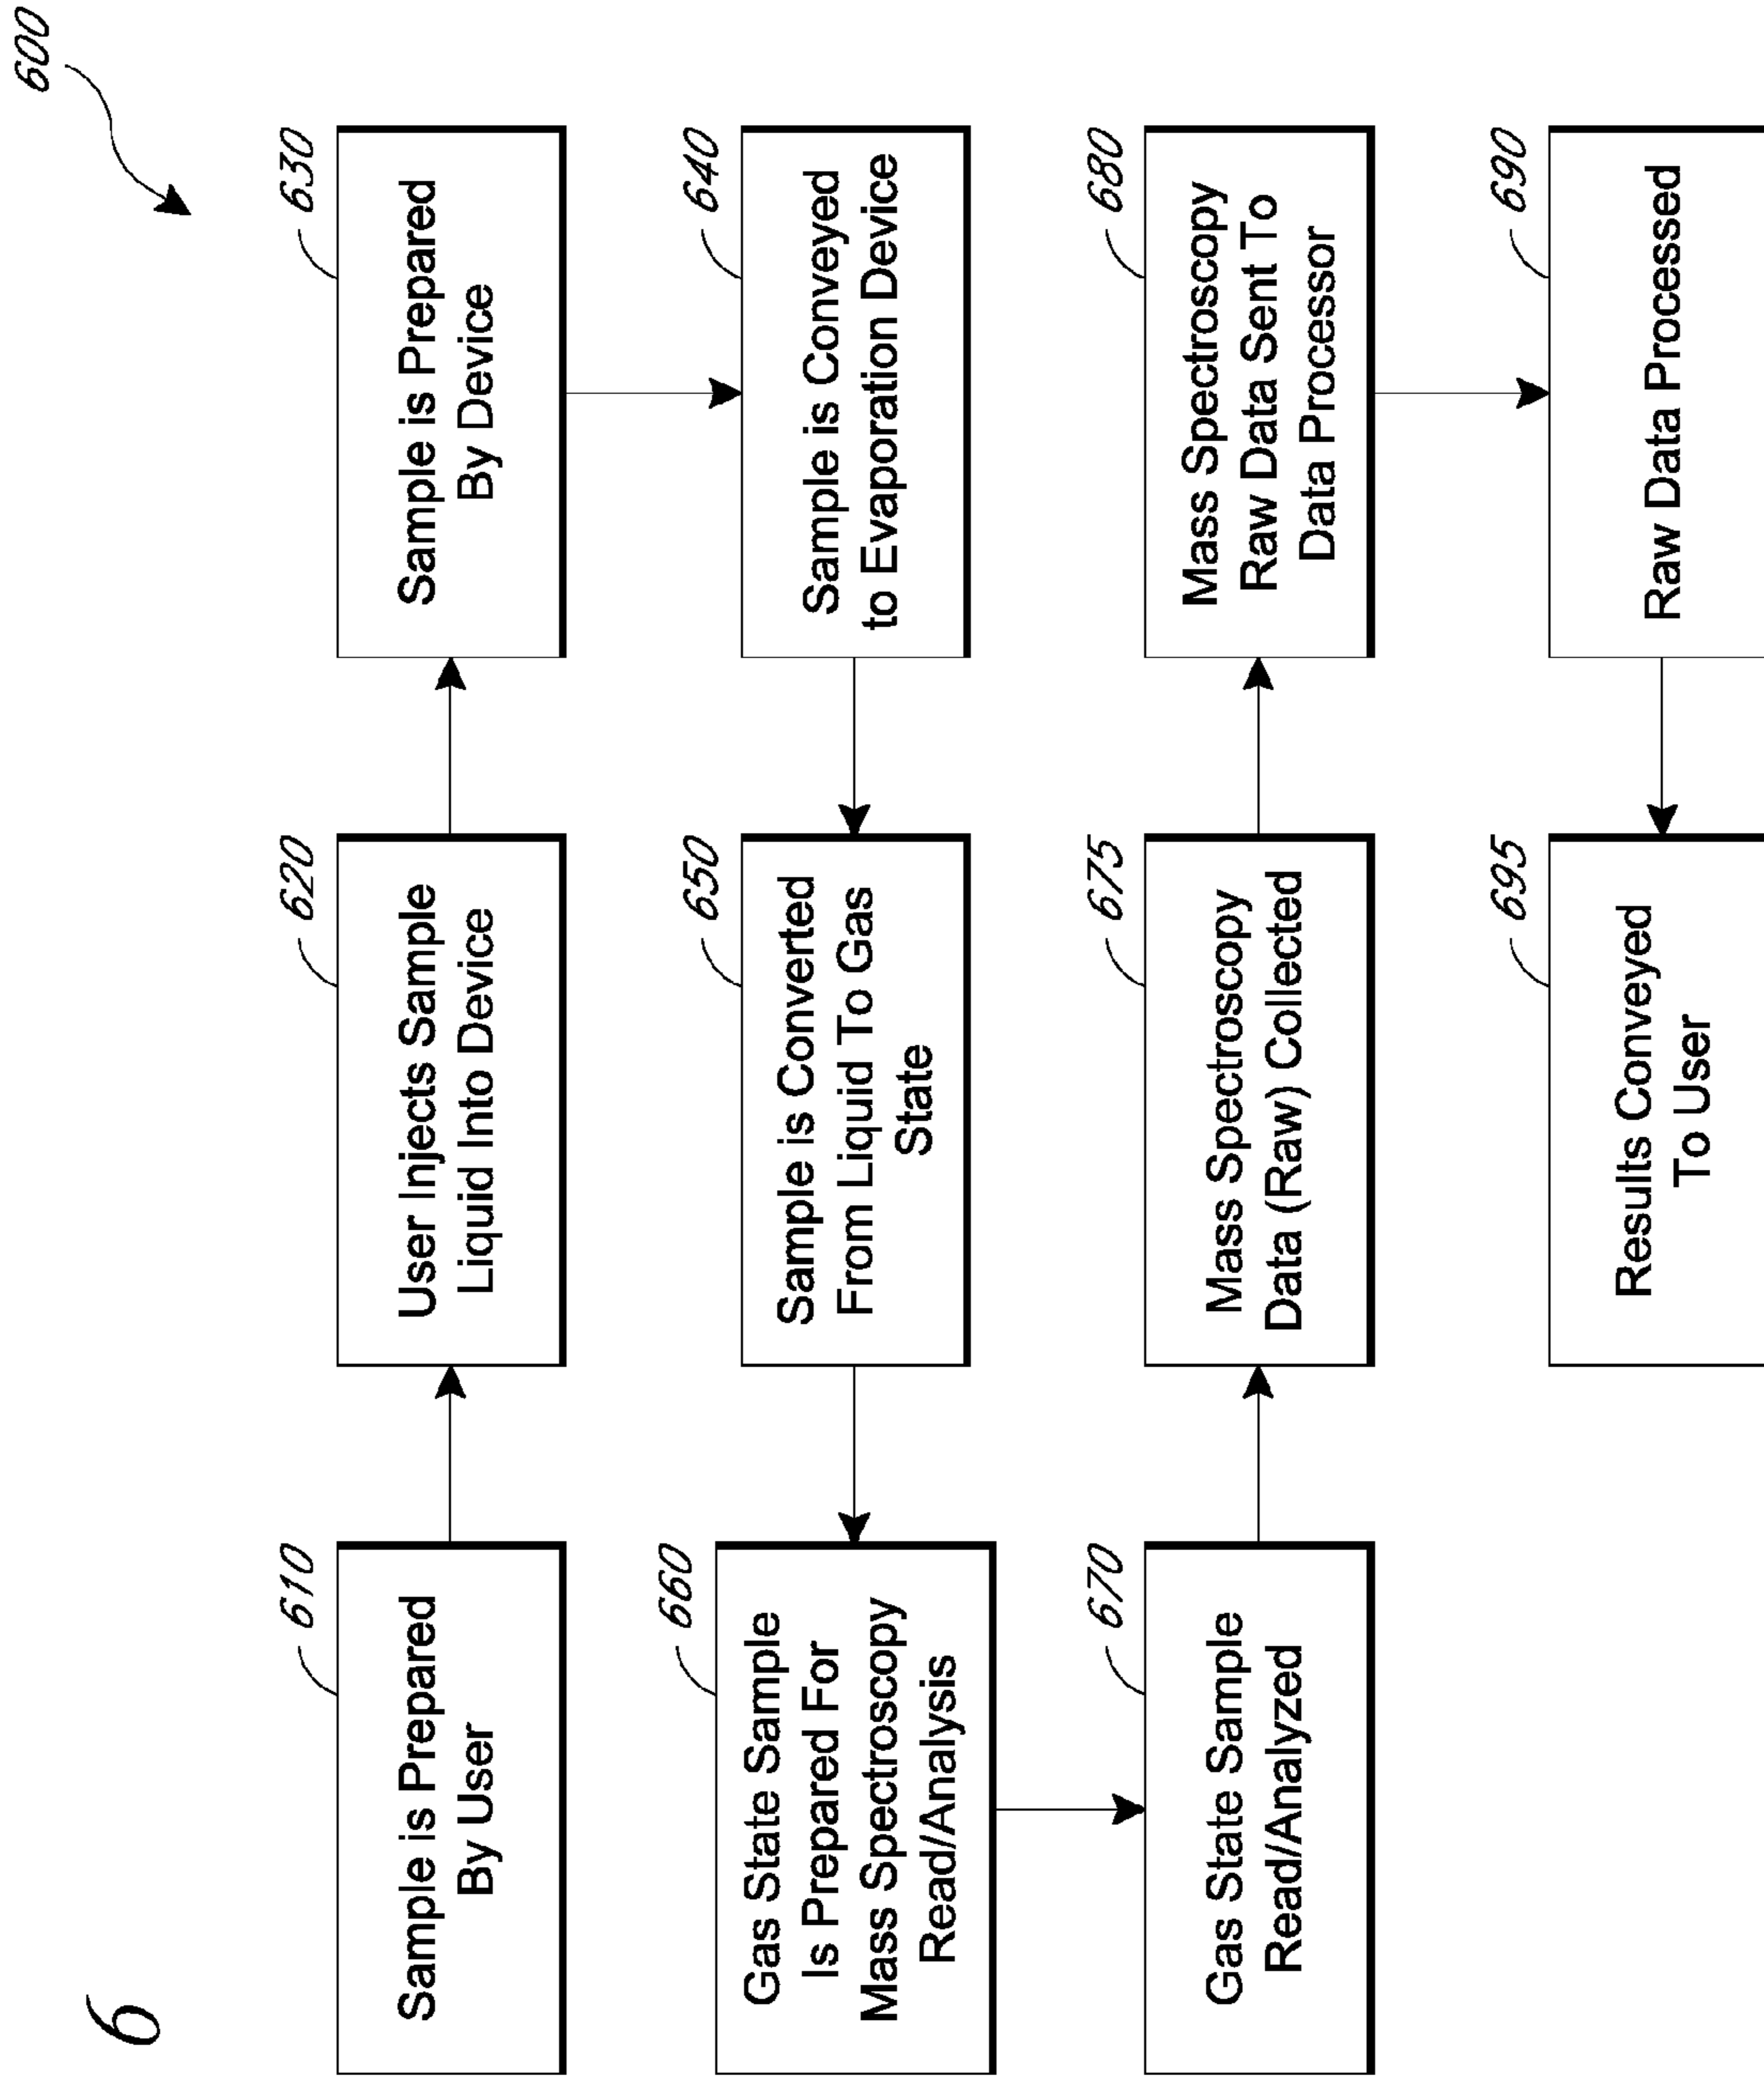 6
600
610
Sample is Prepared
By User
620
User Injects Sample
Liquid Into Device
630
Sample is Prepared
By Device
640
Sample is Conveyed
to Evaporation Device
650
Sample is Converted
From Liquid To Gas
State
660
Gas State Sample
Is Prepared For
Mass Spectroscopy
Read/Analysis
670
Gas State Sample
Read/Analyzed
675
Mass Spectroscopy
Data (Raw) Collected
680
Mass Spectroscopy
Raw Data Sent To
Data Processor
690
Raw Data Processed
695
Results Conveyed
To User